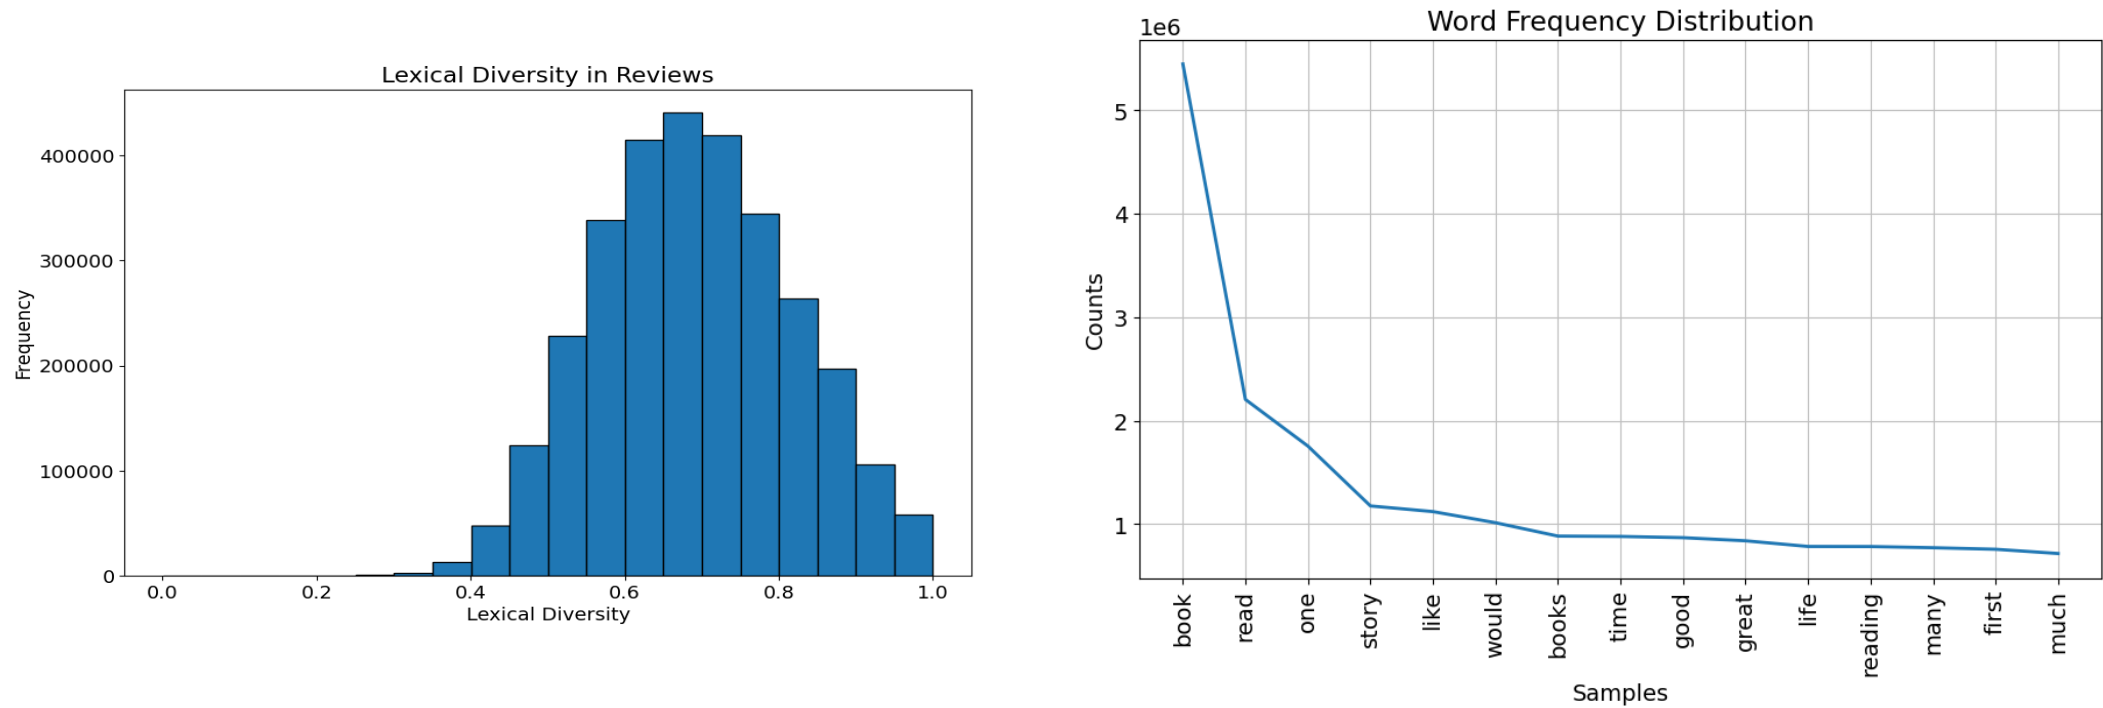 Lexical Diversity in Reviews
400000
300000
200000
100000
0
Frequency
0.0 0.2 0.4 0.6 0.8 1.0
Lexical Diversity
Word Frequency Distribution
1e6
5
4
3
2
1
Counts
book read one story like would books time good great life reading many first much
Samples